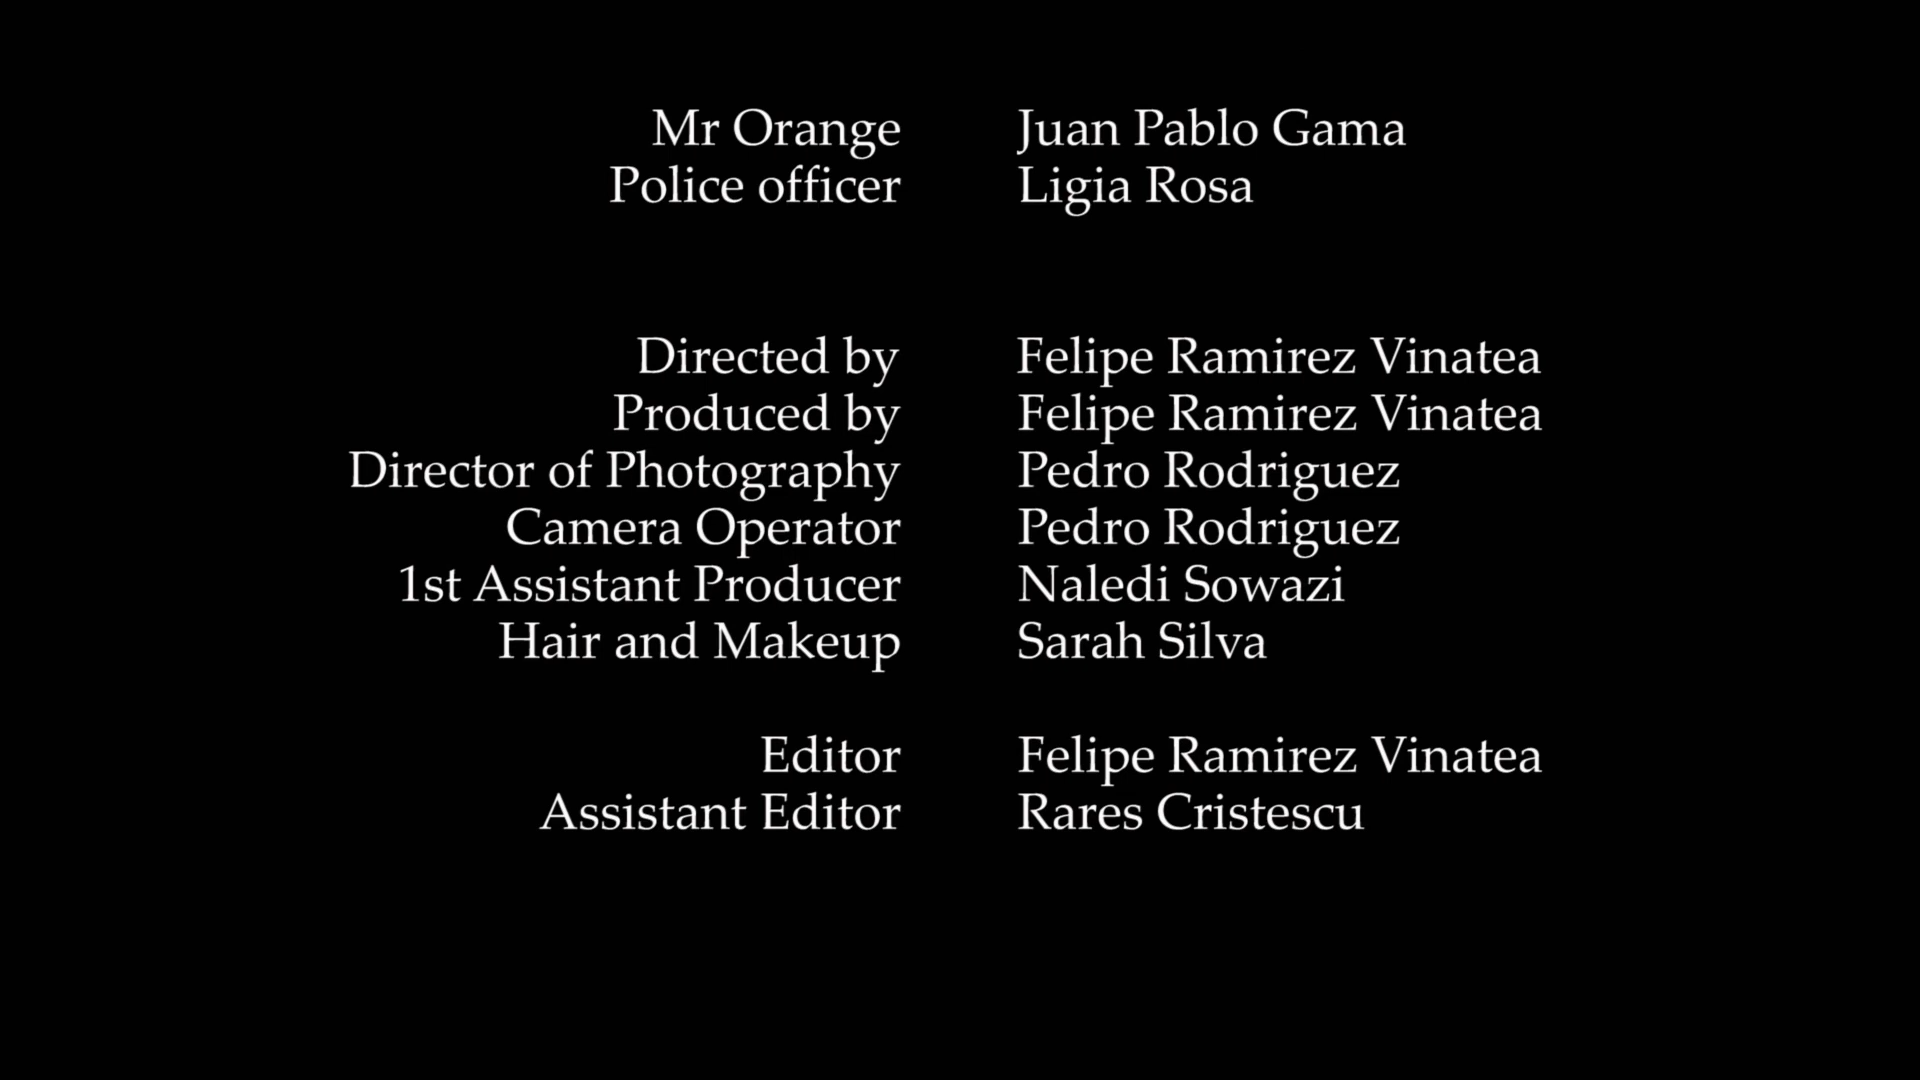 Mr Orange Juan Pablo Gama
Police officer Ligia Rosa
Directed by Felipe Ramirez Vinatea
Produced by Felipe Ramirez Vinatea
Director of Photography Pedro Rodriguez
Camera Operator Pedro Rodriguez
1st Assistant Producer Naledi Sowazi
Hair and Makeup Sarah Silva
Editor Felipe Ramirez Vinatea
Assistant Editor Rares Cristescu